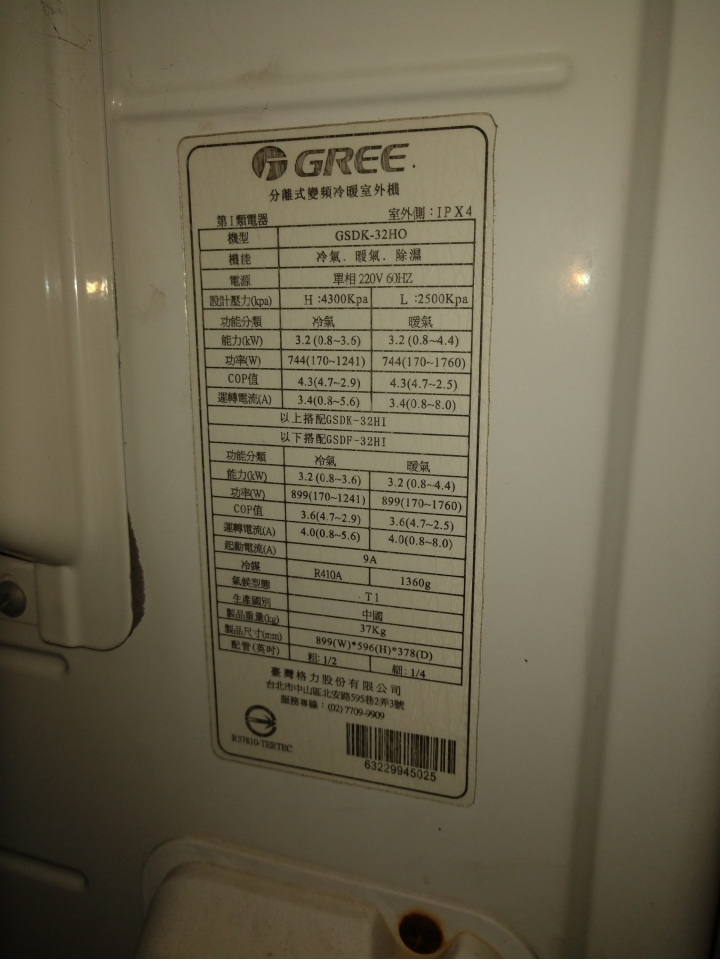 GREE
分離式變頻冷暖室外機
第I類電器 室外側：IPX4
機型 GSDK-32HO
機能 冷氣．暖氣．除濕
電源 單相 220V 60HZ
設計壓力(kpa) H :4300Kpa L :2500Kpa
功能分類 冷氣 暖氣
能力(kW) 3.2 (0.8~3.6) 3.2 (0.8~4.4)
功率(W) 744(170~1241) 744(170~1760)
COP值 4.3(4.7~2.9) 4.3(4.7~2.5)
運轉電流(A) 3.4(0.8~5.6) 3.4(0.8~8.0)
以上搭配GSDK-32HI
以下搭配GSDF-32HI
功能分類 冷氣 暖氣
能力(kW) 3.2 (0.8~3.6) 3.2 (0.8~4.4)
功率(W) 899(170~1241) 899(170~1760)
COP值 3.6(4.7~2.9) 3.6(4.7~2.5)
運轉電流(A) 4.0(0.8~5.6) 4.0(0.8~8.0)
起動電流(A) 9A
冷媒 R410A 1360g
氣候型態 T1
生產國別 中國
製品重量(kg) 37Kg
製品尺寸(mm) 899(W)*596(H)*378(D)
配管(英吋) 粗: 1/2 細: 1/4
臺灣格力股份有限公司
台北市中山區北安路595巷2弄3號
服務專線：(02) 7709-9909
R37810-TERTEC
63229945025